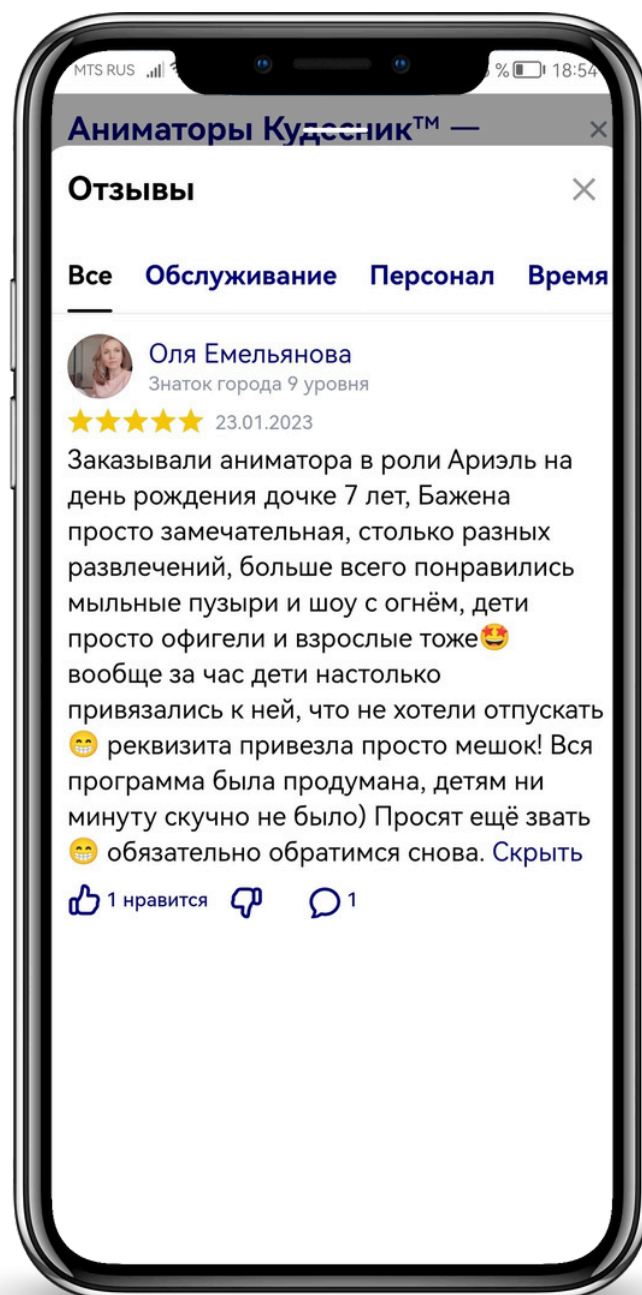 MTS RUS % 18:54
Аниматоры Кудесник™ —
Отзывы
Все Обслуживание Персонал Время
Оля Емельянова
Знаток города 9 уровня
23.01.2023
Заказывали аниматора в роли Ариэль на
день рождения дочке 7 лет, Бажена
просто замечательная, столько разных
развлечений, больше всего понравились
мыльные пузыри и шоу с огнём, дети
просто офигели и взрослые тоже🤩
вообще за час дети настолько
привязались к ней, что не хотели отпускать
😁 реквизита привезла просто мешок! Вся
программа была продумана, детям ни
минуту скучно не было) Просят ещё звать
😁 обязательно обратимся снова. Скрыть
1 нравится 1